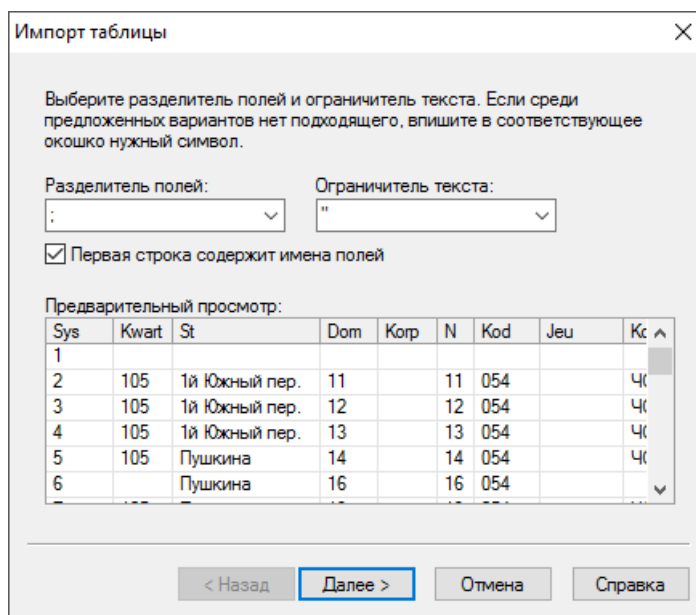 Импорт таблицы
Выберите разделитель полей и ограничитель текста. Если среди
предложенных вариантов нет подходящего, впишите в соответствующее
окошко нужный символ.
Разделитель полей: Ограничитель текста:
; "
Первая строка содержит имена полей
Предварительный просмотр:
Sys Kwart St Dom Korp N Kod Jeu
1
2 105 1й Южный пер. 11 11 054
3 105 1й Южный пер. 12 12 054
4 105 1й Южный пер. 13 13 054
5 105 Пушкина 14 14 054
6 Пушкина 16 16 054
< Назад Далее > Отмена Справка